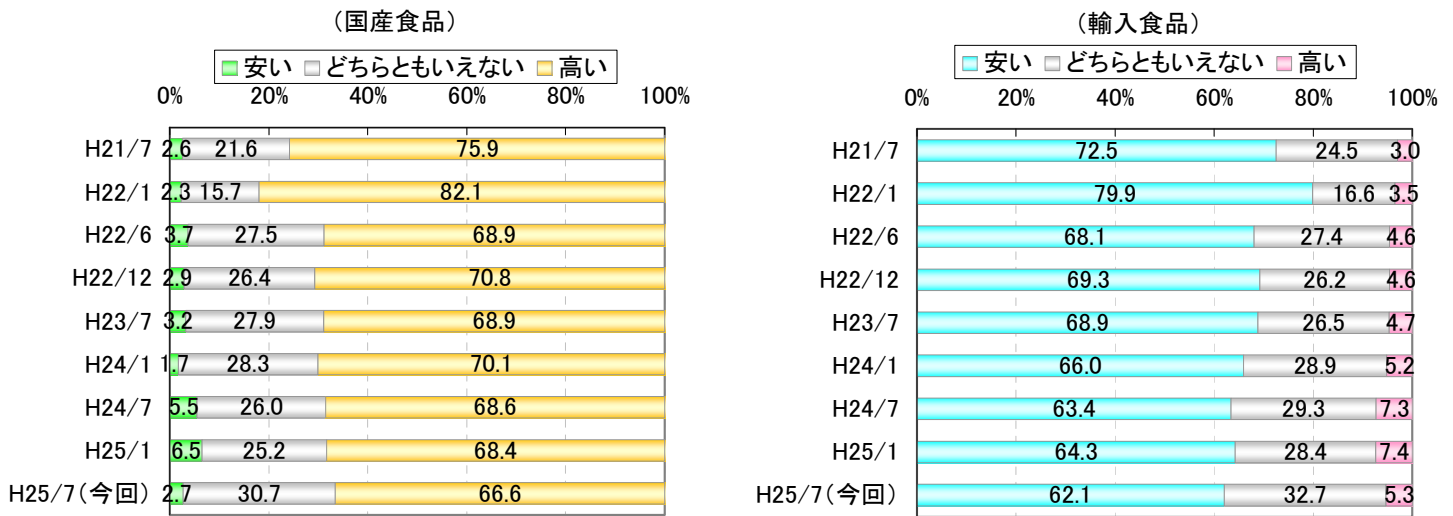 (国産食品)
安い どちらともいえない 高い
0% 20% 40% 60% 80% 100%
H21/7 2.6 21.6 75.9
H22/1 2.3 15.7 82.1
H22/6 3.7 27.5 68.9
H22/12 2.9 26.4 70.8
H23/7 3.2 27.9 68.9
H24/1 1.7 28.3 70.1
H24/7 5.5 26.0 68.6
H25/1 6.5 25.2 68.4
H25/7(今回) 2.7 30.7 66.6
(輸入食品)
安い どちらともいえない 高い
0% 20% 40% 60% 80% 100%
H21/7 72.5 24.5 3.0
H22/1 79.9 16.6 3.5
H22/6 68.1 27.4 4.6
H22/12 69.3 26.2 4.6
H23/7 68.9 26.5 4.7
H24/1 66.0 28.9 5.2
H24/7 63.4 29.3 7.3
H25/1 64.3 28.4 7.4
H25/7(今回) 62.1 32.7 5.3